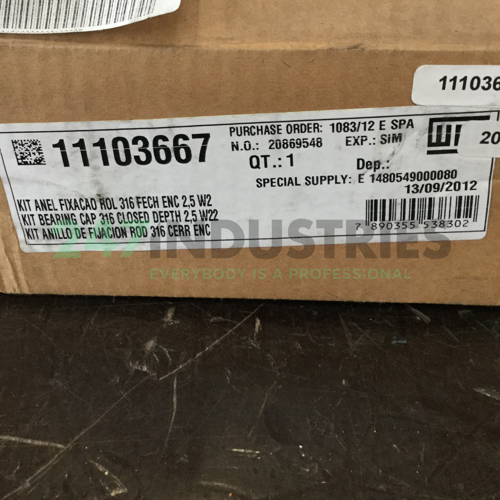 111036
11103667
PURCHASE ORDER: 1083/12 E SPA
N.O.: 20869548 EXP.: SIM
QT.: 1 Dep.:
SPECIAL SUPPLY: E 1480549000080
13/09/2012
KIT ANEL FIXACAO ROL 316 FECH ENC 2,5 W2
KIT BEARING CAP 316 CLOSED DEPTH 2,5 W22
KIT ANILLO DE FIJACION ROD 316 CERR ENC
7 890355 538302
20
247 INDUSTRIES
EVERYBODY IS A PROFESSIONAL